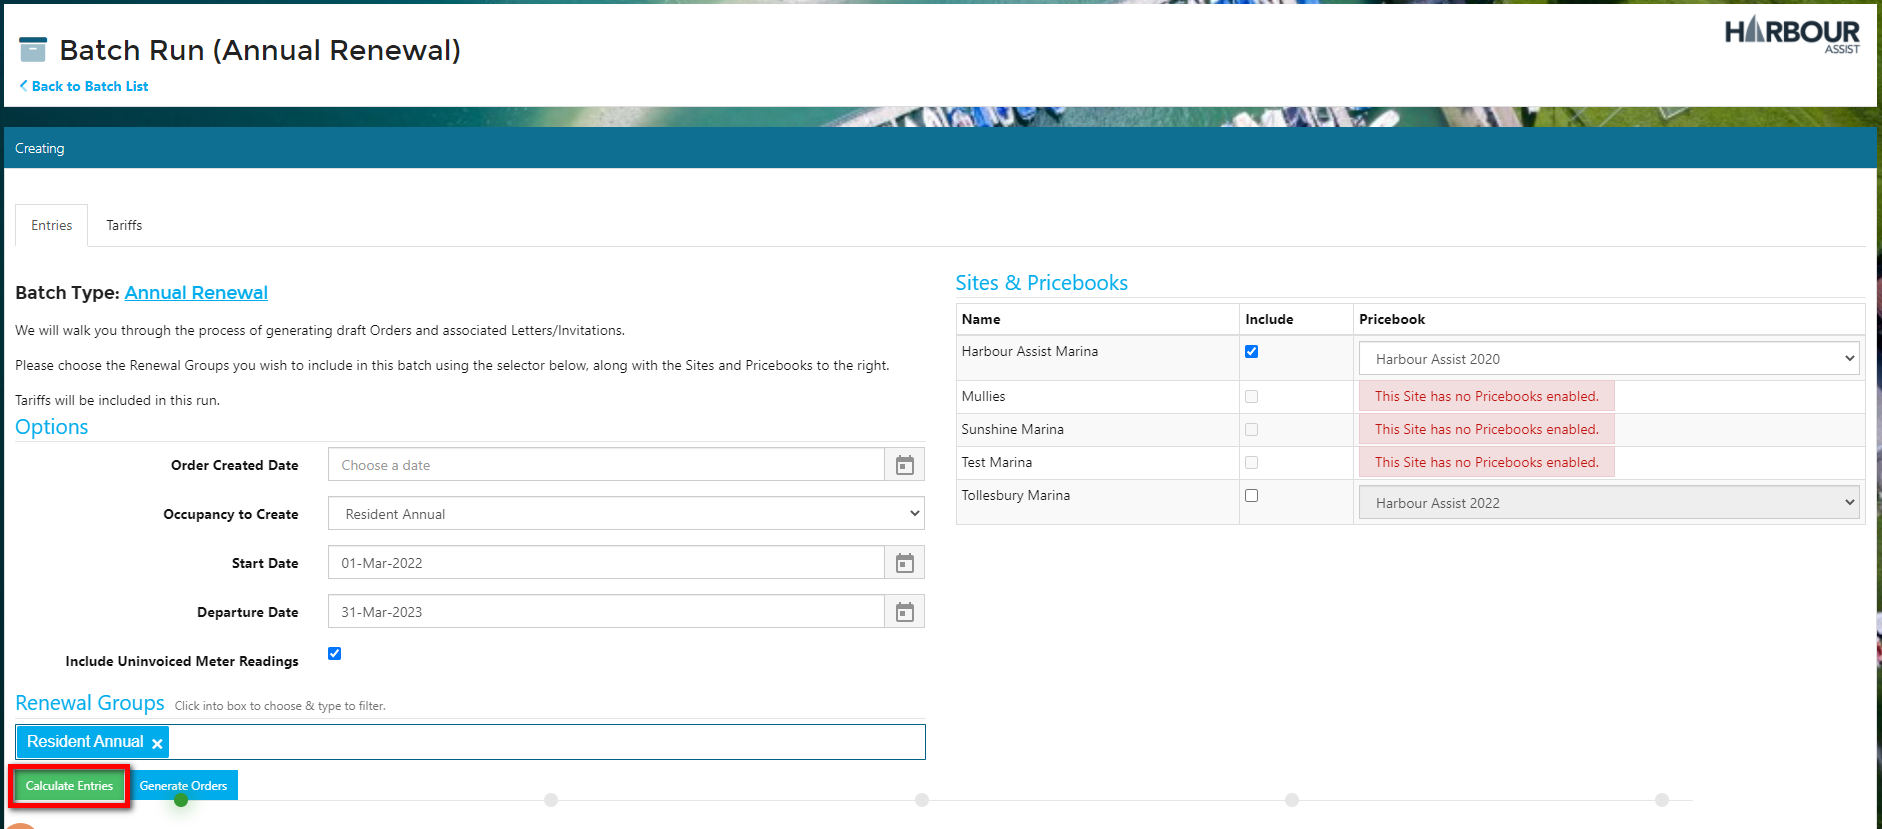 Batch Run (Annual Renewal)
HARBOUR
ASSIST
Back to Batch List
Creating
Entries
Tariffs
Batch Type: Annual Renewal
We will walk you through the process of generating draft Orders and associated Letters/Invitations.
Please choose the Renewal Groups you wish to include in this batch using the selector below, along with the Sites and Pricebooks to the right.
Tariffs will be included in this run.
Options
Order Created Date Choose a date
Occupancy to Create Resident Annual
Start Date 01-Mar-2022
Departure Date 31-Mar-2023
Include Uninvoiced Meter Readings
Renewal Groups Click into box to choose & type to filter.
Resident Annual ×
Calculate Entries Generate Orders
Sites & Pricebooks
Name Include Pricebook
Harbour Assist Marina Harbour Assist 2020
Mullies This Site has no Pricebooks enabled.
Sunshine Marina This Site has no Pricebooks enabled.
Test Marina This Site has no Pricebooks enabled.
Tollesbury Marina Harbour Assist 2022